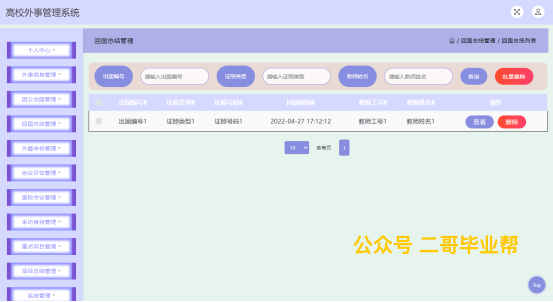 高校外事管理系统
回国总结管理
/ 回国总结管理 / 回国总结列表
个人中心
外事信息管理
因公出国管理
回国总结管理
外籍来校管理
协议评估管理
国际会议管理
来访接待管理
重点项目管理
项目总结管理
系统管理
出国编号 请输入出国编号 证照类型 请输入证照类型 教师姓名 请输入教师姓名 查询 批量删除
出国编号 证照类型 证照号码 回国时间 教师工号 教师姓名 操作
出国编号1 证照类型1 证照号码1 2022-04-27 17:12:12 教师工号1 教师姓名1 查看 删除
10 条每页 1
公众号 二哥毕业帮
Top